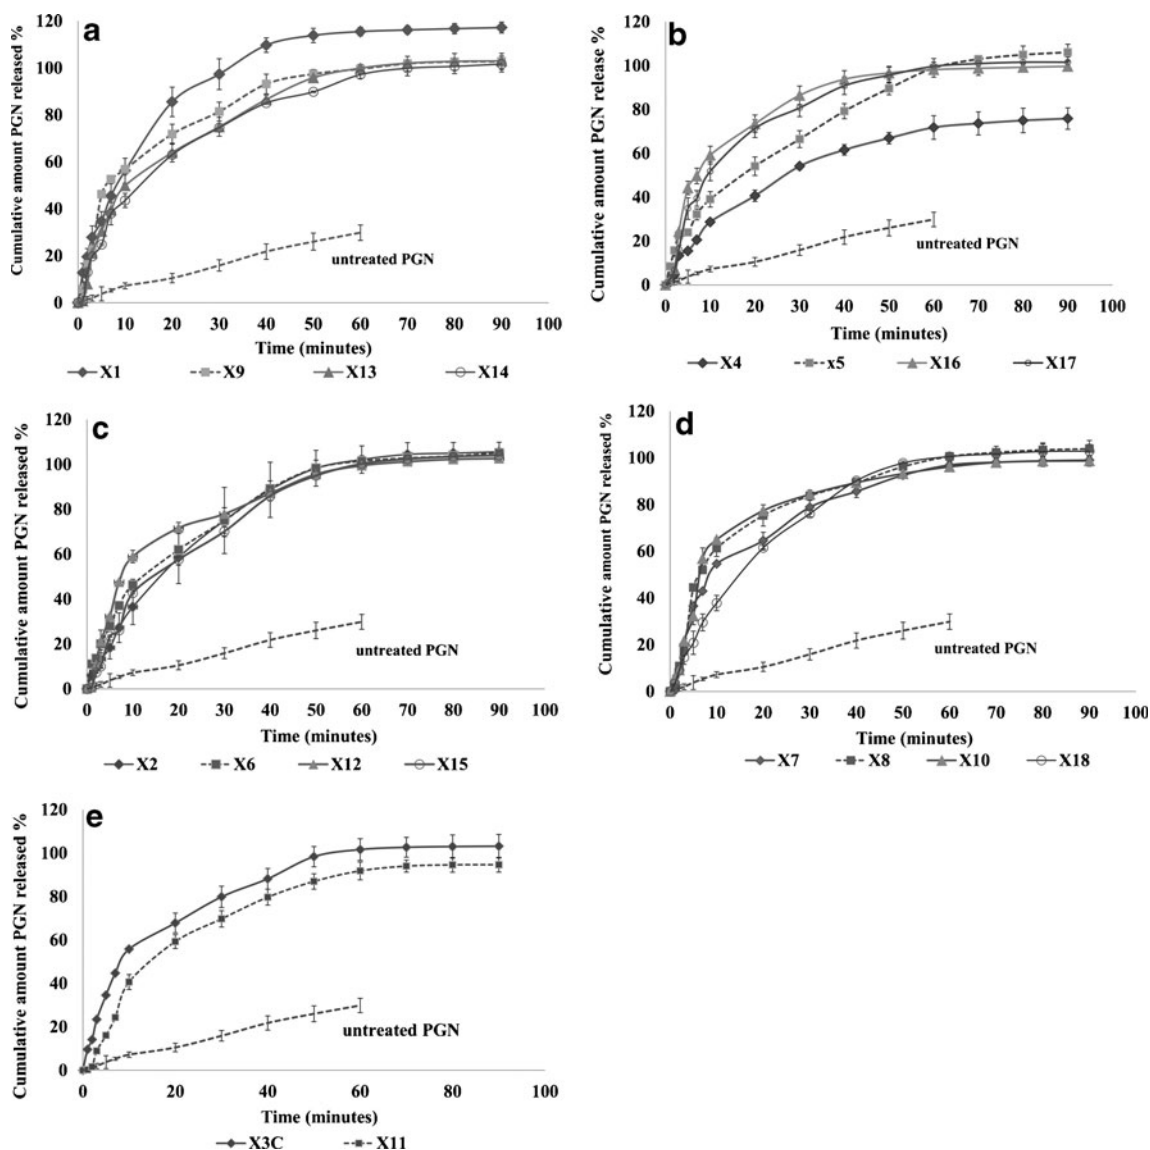 a
Cumulative amount PGN released %
120
100
80
60
40
20
0
untreated PGN
0 10 20 30 40 50 60 70 80 90 100
Time (minutes)
X1 X9 X13 X14
b
Cumulative amount PGN release %
120
100
80
60
40
20
0
untreated PGN
0 10 20 30 40 50 60 70 80 90 100
Time (minutes)
X4 x5 X16 X17
c
Cumulative amount PGN released %
120
100
80
60
40
20
0
untreated PGN
0 10 20 30 40 50 60 70 80 90 100
Time (minutes)
X2 X6 X12 X15
d
Cumulative amount PGN released %
120
100
80
60
40
20
0
untreated PGN
0 10 20 30 40 50 60 70 80 90 100
Time (minutes)
X7 X8 X10 X18
e
Cumulative amount PGN released %
120
100
80
60
40
20
0
untreated PGN
0 10 20 30 40 50 60 70 80 90 100
Time (minutes)
X3C X11